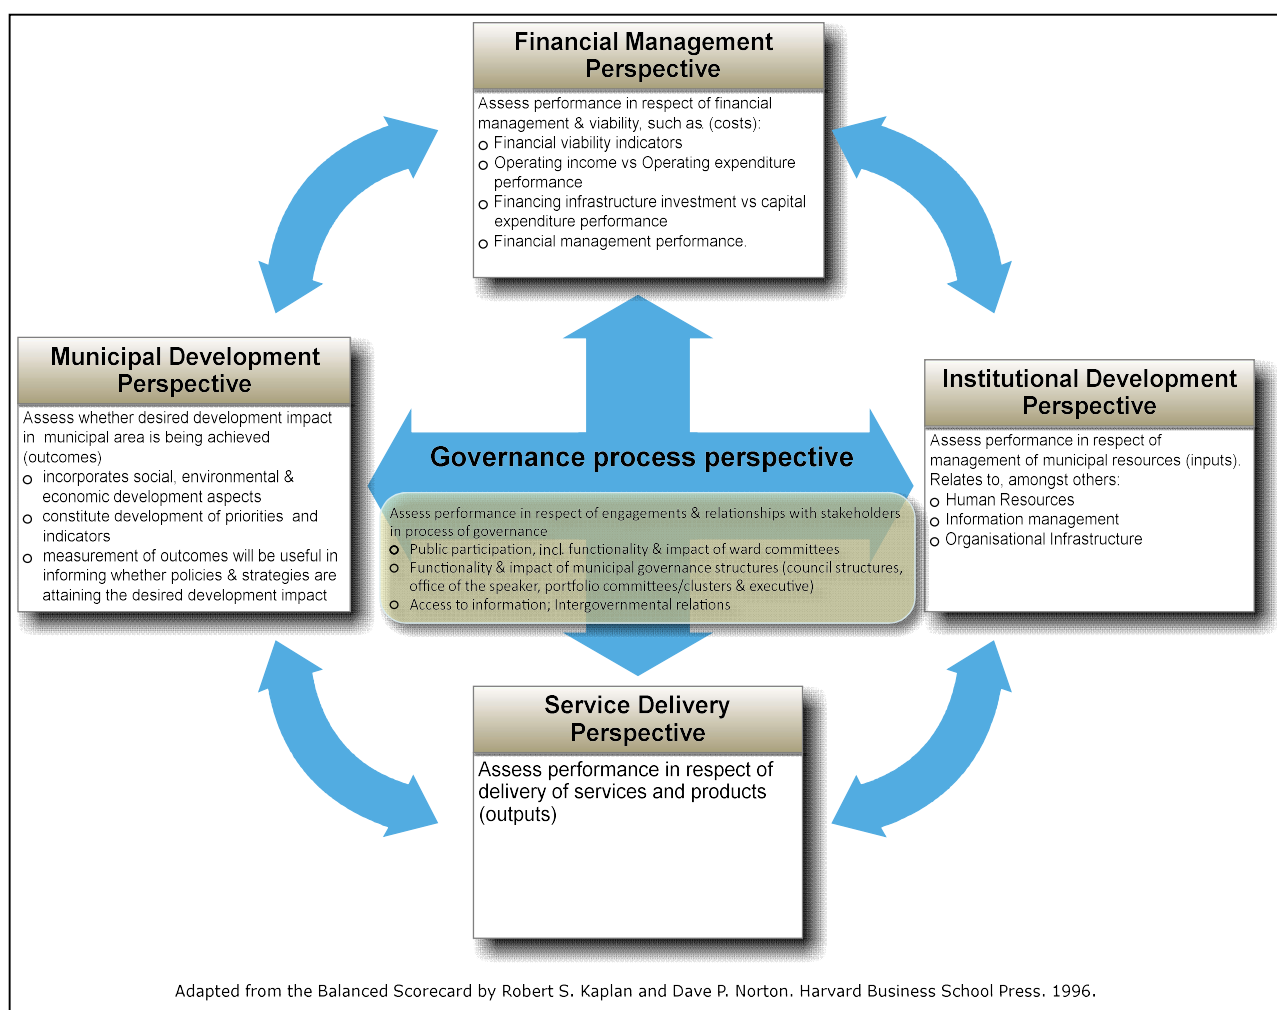 Financial Management
Perspective
Assess performance in respect of financial
management & viability, such as. (costs):
Financial viability indicators
Operating income vs Operating expenditure
performance
Financing infrastructure investment vs capital
expenditure performance
Financial management performance.
Municipal Development
Perspective
Assess whether desired development impact
in municipal area is being achieved
(outcomes)
incorporates social, environmental &
economic development aspects
constitute development of priorities and
indicators
measurement of outcomes will be useful in
informing whether policies & strategies are
attaining the desired development impact
Governance process perspective
Assess performance in respect of engagements & relationships with stakeholders
in process of governance
Public participation, incl. functionality & impact of ward committees
Functionality & impact of municipal governance structures (council structures,
office of the speaker, portfolio committees/clusters & executive)
Access to information; Intergovernmental relations
Institutional Development
Perspective
Assess performance in respect of
management of municipal resources (inputs).
Relates to, amongst others:
Human Resources
Information management
Organisational Infrastructure
Service Delivery
Perspective
Assess performance in respect of
delivery of services and products
(outputs)
Adapted from the Balanced Scorecard by Robert S. Kaplan and Dave P. Norton. Harvard Business School Press. 1996.